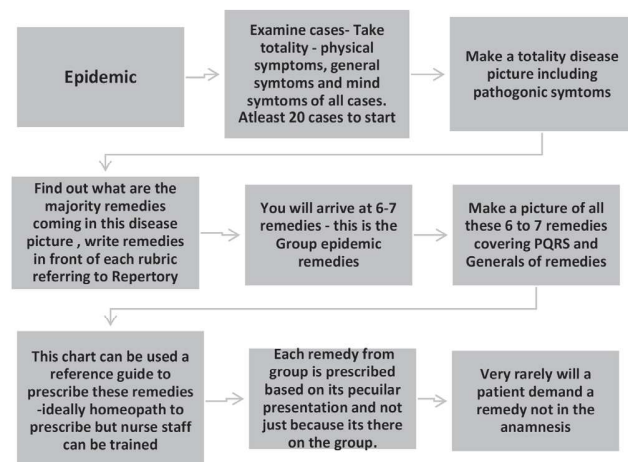 Epidemic
Examine cases- Take
totality - physical
symptoms, general
symtoms and mind
symtoms of all cases.
Atleast 20 cases to start
Make a totality disease
picture including
pathogonic symtoms
Find out what are the
majority remedies
coming in this disease
picture , write remedies
in front of each rubric
referring to Repertory
You will arrive at 6-7
remedies - this is the
Group epidemic
remedies
Make a picture of all
these 6 to 7 remedies
covering PQRS and
Generals of remedies
This chart can be used a
reference guide to
prescribe these remedies
-ideally homeopath to
prescribe but nurse staff
can be trained
Each remedy from
group is prescribed
based on its pecuilar
presentation and not
just because its there
on the group.
Very rarely will a
patient demand a
remedy not in the
anamnesis